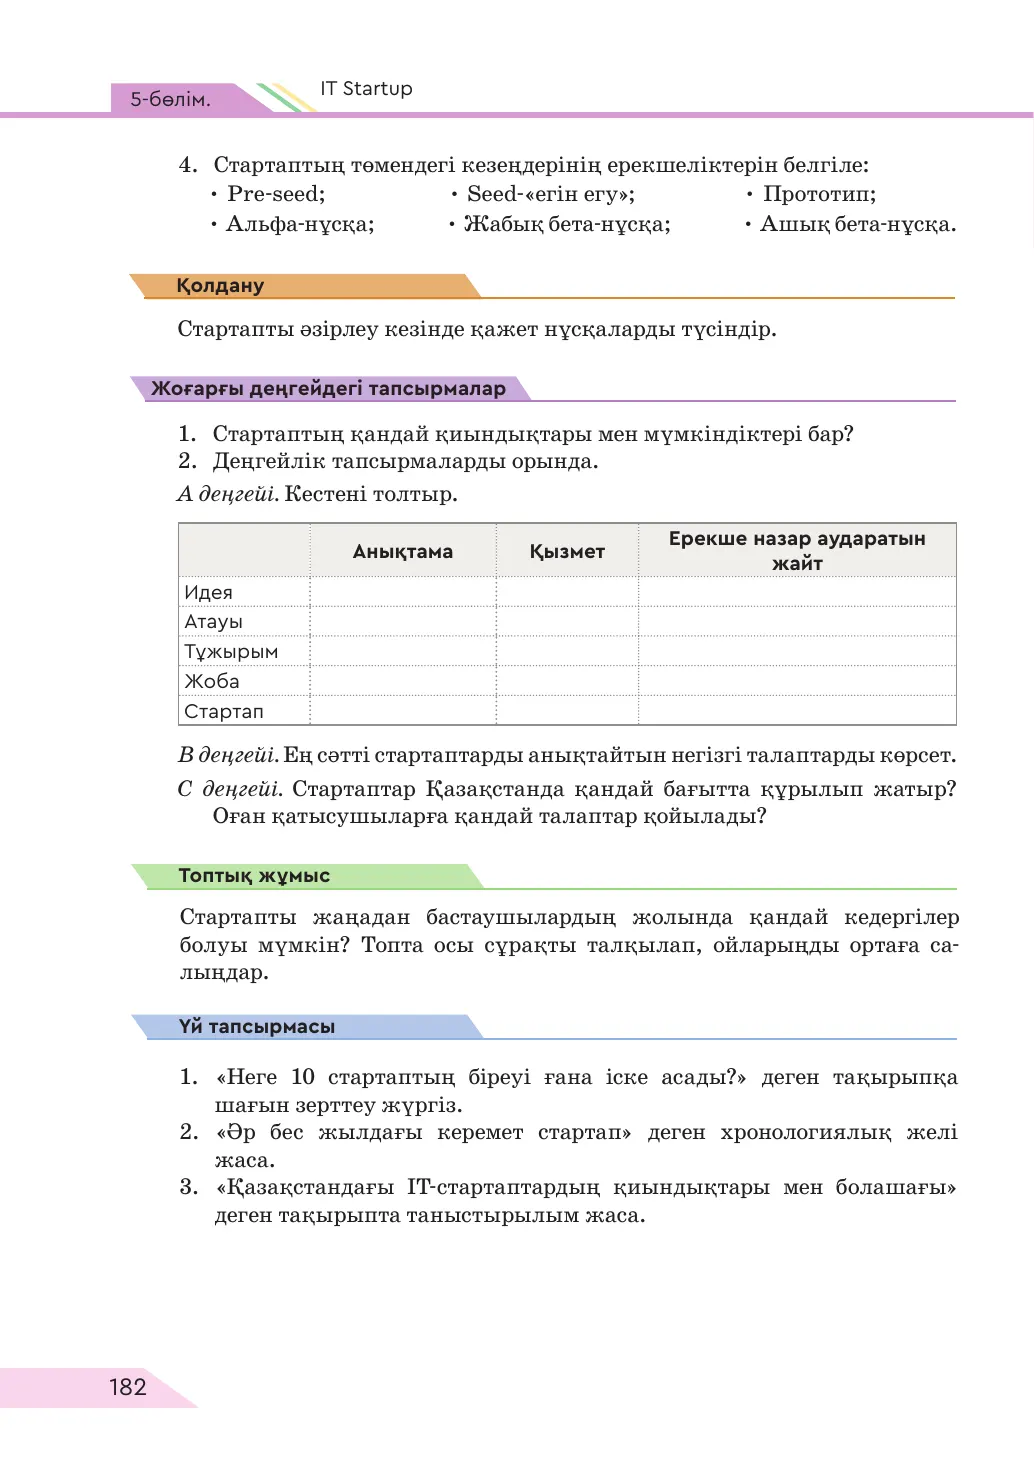 5-бөлім.
IT Startup
4. Стартаптың төмендегі кезеңдерінің ерекшеліктерін белгіле:
• Pre-seed; • Seed-«егін егу»; • Прототип;
• Альфа-нұсқа; • Жабық бета-нұсқа; • Ашық бета-нұсқа.
Қолдану
Стартапты әзірлеу кезінде қажет нұсқаларды түсіндір.
Жоғарғы деңгейдегі тапсырмалар
1. Стартаптың қандай қиындықтары мен мүмкіндіктері бар?
2. Деңгейлік тапсырмаларды орында.
А деңгейі. Кестені толтыр.
Анықтама Қызмет Ерекше назар аударатын
жайт
Идея
Атауы
Тұжырым
Жоба
Стартап
В деңгейі. Ең сәтті стартаптарды анықтайтын негізгі талаптарды көрсет.
С деңгейі. Стартаптар Қазақстанда қандай бағытта құрылып жатыр?
Оған қатысушыларға қандай талаптар қойылады?
Топтық жұмыс
Стартапты жаңадан бастаушылардың жолында қандай кедергілер
болуы мүмкін? Топта осы сұрақты талқылап, ойларыңды ортаға са-
лыңдар.
Үй тапсырмасы
1. «Неге 10 стартаптың біреуі ғана іске асады?» деген тақырыпқа
шағын зерттеу жүргіз.
2. «Әр бес жылдағы керемет стартап» деген хронологиялық желі
жаса.
3. «Қазақстандағы IT-стартаптардың қиындықтары мен болашағы»
деген тақырыпта таныстырылым жаса.
182